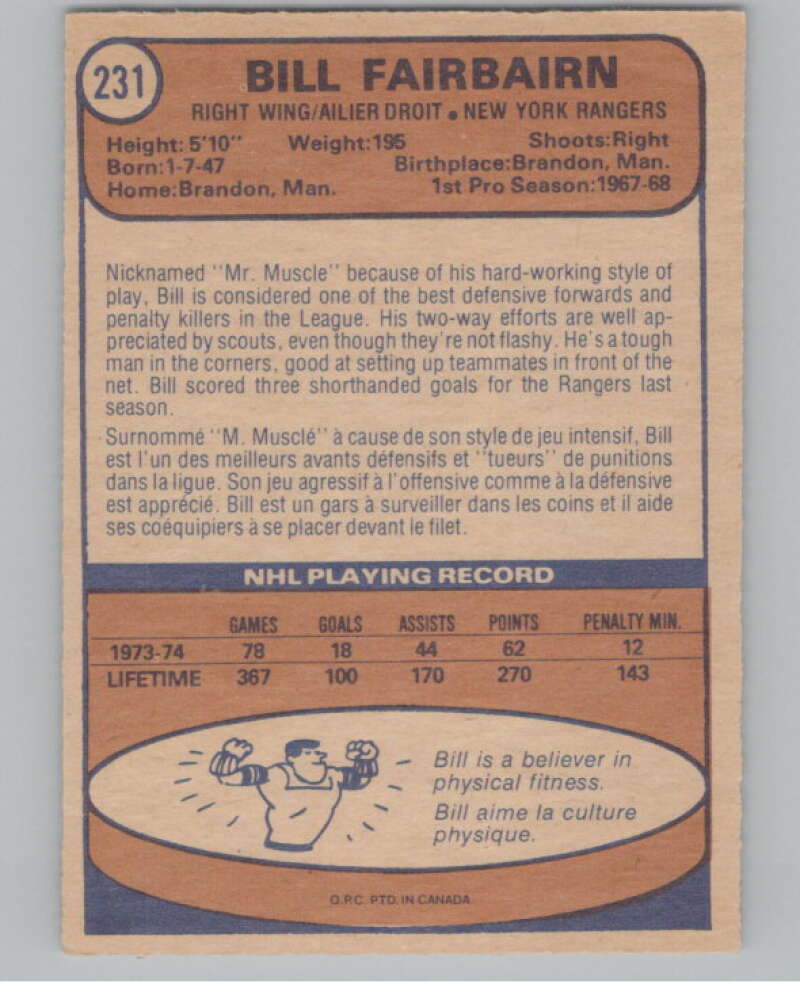 231
BILL FAIRBAIRN
RIGHT WING/AILIER DROIT • NEW YORK RANGERS
Height: 5'10" Weight:195 Shoots:Right
Born:1-7-47 Birthplace:Brandon, Man.
Home:Brandon, Man. 1st Pro Season:1967-68
Nicknamed "Mr. Muscle" because of his hard-working style of
play, Bill is considered one of the best defensive forwards and
penalty killers in the League. His two-way efforts are well ap-
preciated by scouts, even though they're not flashy. He's a tough
man in the corners, good at setting up teammates in front of the
net. Bill scored three shorthanded goals for the Rangers last
season.
Surnommé "M. Musclé" à cause de son style de jeu intensif, Bill
est l'un des meilleurs avants défensifs et "tueurs" de punitions
dans la ligue. Son jeu agressif à l'offensive comme à la défensive
est apprécié. Bill est un gars à surveiller dans les coins et il aide
ses coéquipiers à se placer devant le filet.
NHL PLAYING RECORD
GAMES GOALS ASSISTS POINTS PENALTY MIN.
1973-74 78 18 44 62 12
LIFETIME 367 100 170 270 143
Bill is a believer in
physical fitness.
Bill aime la culture
physique.
O.P.C. PTD. IN CANADA